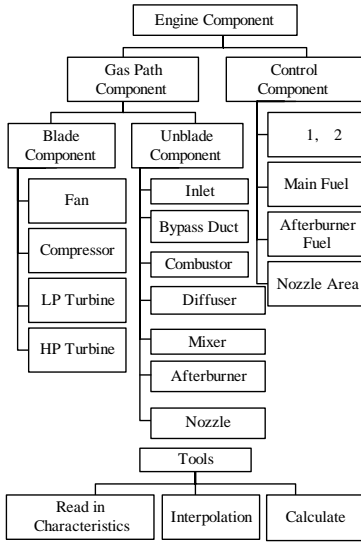 Engine Component
Gas Path
Component
Control
Component
Blade
Component
Unblade
Component
Fan
Compressor
LP Turbine
HP Turbine
Inlet
Bypass Duct
Combustor
Diffuser
Mixer
Afterburner
Nozzle
1, 2
Main Fuel
Afterburner
Fuel
Nozzle Area
Tools
Read in
Characteristics
Interpolation
Calculate